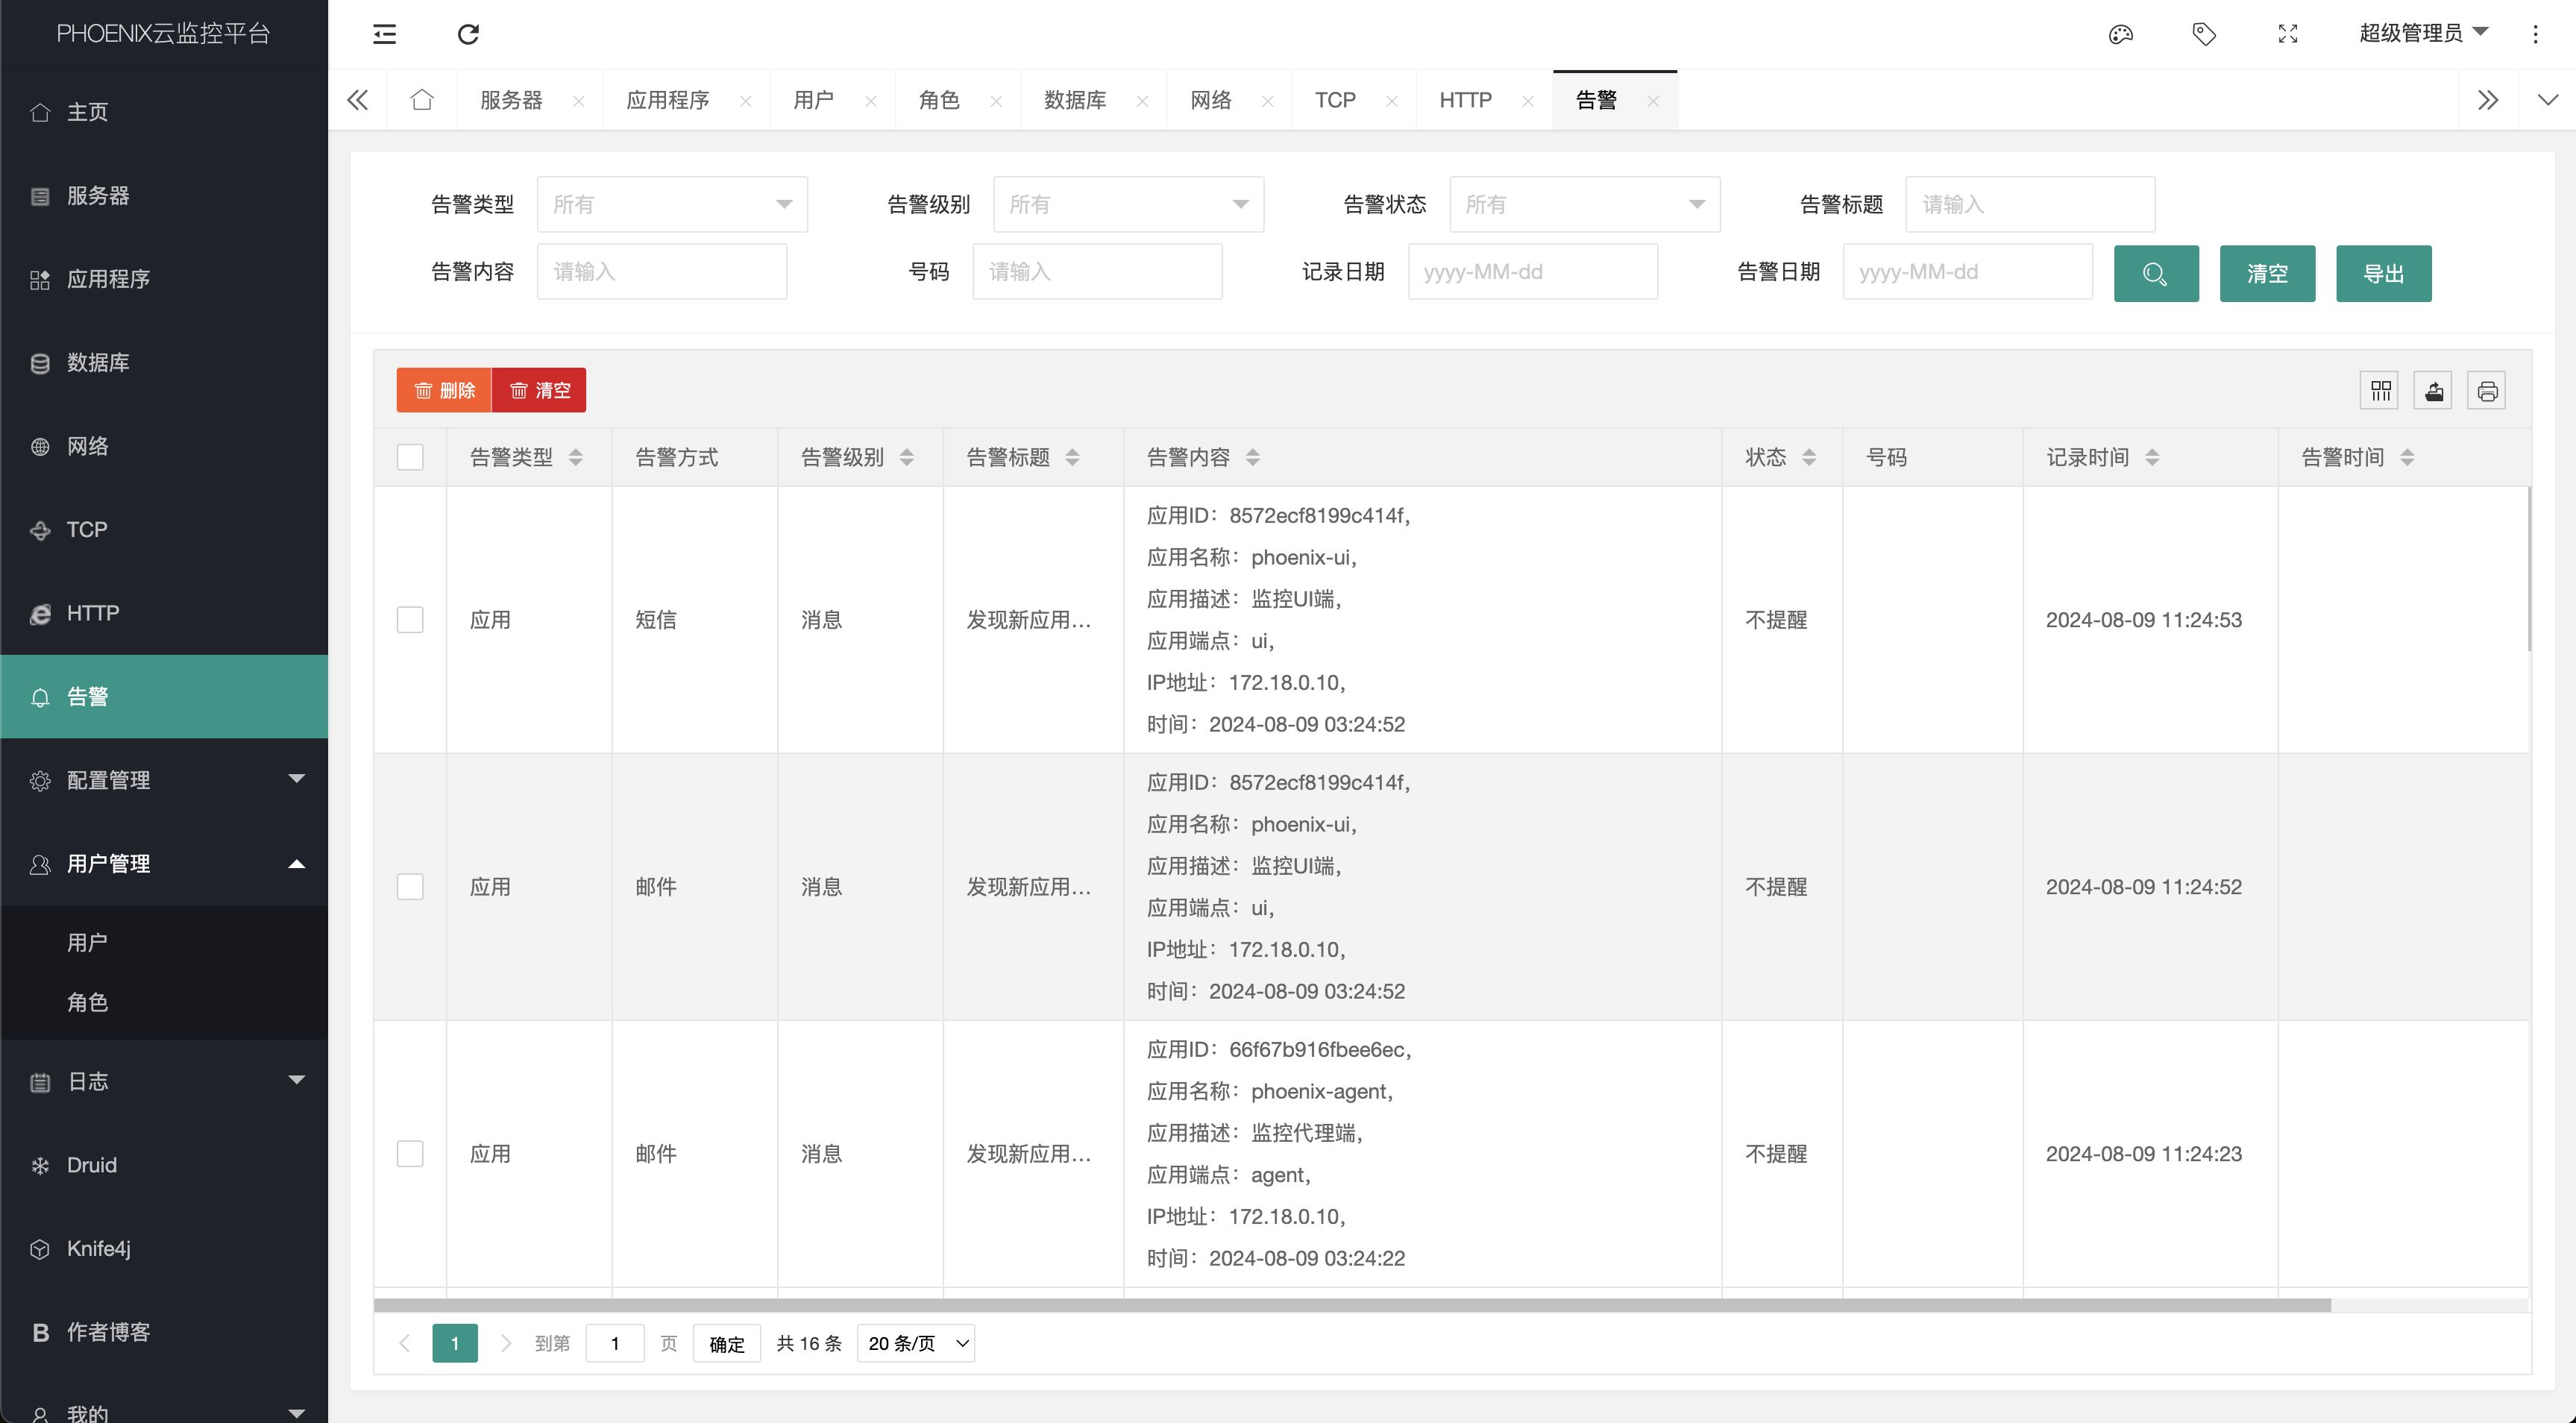 PHOENIX云监控平台
超级管理员
主页
服务器
应用程序
数据库
网络
TCP
HTTP
告警
配置管理
用户管理
用户
角色
日志
Druid
Knife4j
作者博客
我的
服务器 应用程序 用户 角色 数据库 网络 TCP HTTP 告警
告警类型 所有 告警级别 所有 告警状态 所有 告警标题 请输入
告警内容 请输入 号码 请输入 记录日期 yyyy-MM-dd 告警日期 yyyy-MM-dd 清空 导出
删除 清空
告警类型 告警方式 告警级别 告警标题 告警内容 状态 号码 记录时间 告警时间
应用 短信 消息 发现新应用...
应用ID：8572ecf8199c414f,
应用名称：phoenix-ui,
应用描述：监控UI端,
应用端点：ui,
IP地址：172.18.0.10,
时间：2024-08-09 03:24:52
不提醒 2024-08-09 11:24:53
应用 邮件 消息 发现新应用...
应用ID：8572ecf8199c414f,
应用名称：phoenix-ui,
应用描述：监控UI端,
应用端点：ui,
IP地址：172.18.0.10,
时间：2024-08-09 03:24:52
不提醒 2024-08-09 11:24:52
应用 邮件 消息 发现新应用...
应用ID：66f67b916fbee6ec,
应用名称：phoenix-agent,
应用描述：监控代理端,
应用端点：agent,
IP地址：172.18.0.10,
时间：2024-08-09 03:24:22
不提醒 2024-08-09 11:24:23
1 到第 1 页 确定 共 16 条 20 条/页